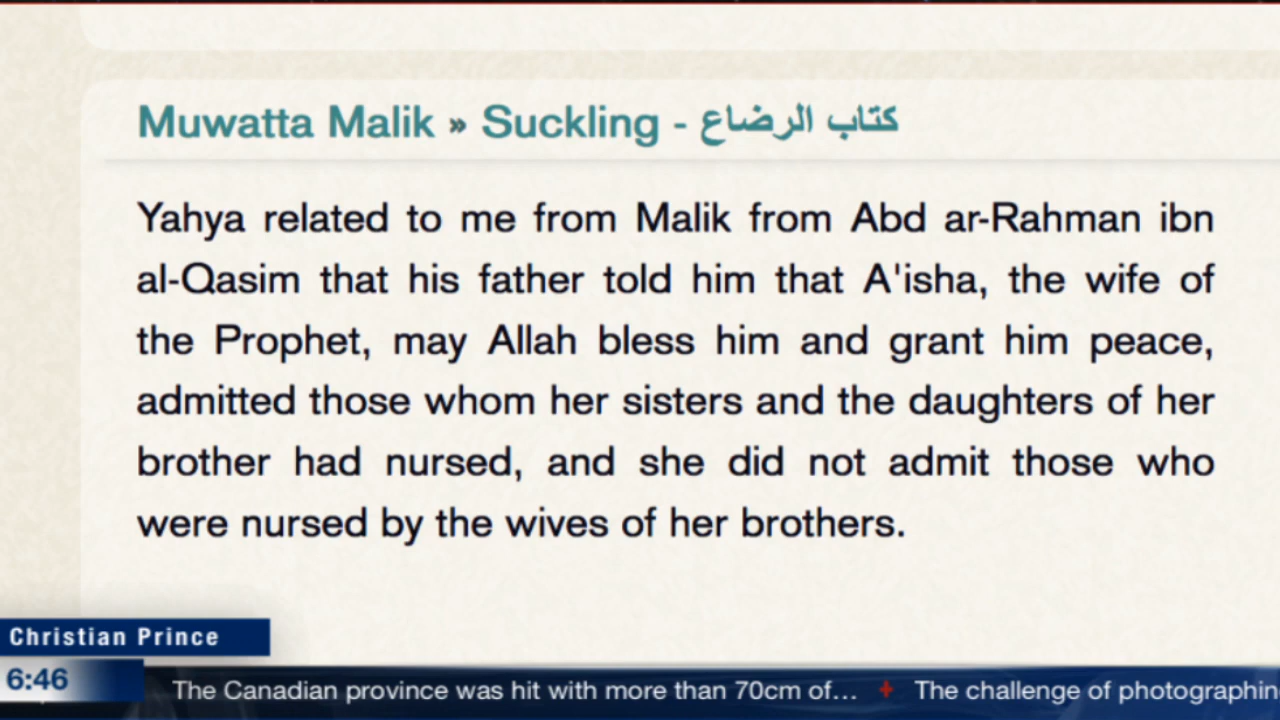 Muwatta Malik » Suckling - كتاب الرضاع
Yahya related to me from Malik from Abd ar-Rahman ibn
al-Qasim that his father told him that A'isha, the wife of
the Prophet, may Allah bless him and grant him peace,
admitted those whom her sisters and the daughters of her
brother had nursed, and she did not admit those who
were nursed by the wives of her brothers.
Christian Prince
6:46
The Canadian province was hit with more than 70cm of... + The challenge of photographin